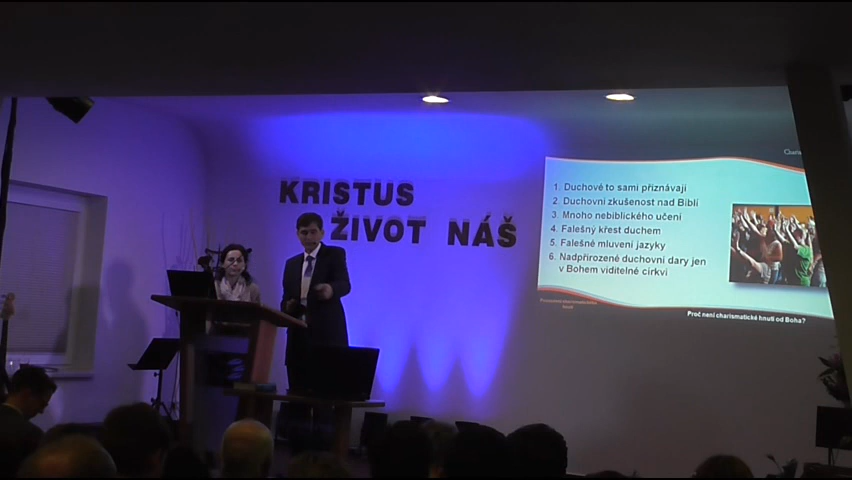 KRISTUS
ŽIVOT NÁŠ
Charis
1. Duchové to sami přiznávají
2. Duchovní zkušenost nad Biblí
3. Mnoho nebiblického učení
4. Falešný křest duchem
5. Falešné mluvení jazyky
6. Nadpřirozené duchovní dary jen
v Bohem viditelné církvi
Proč není charismatické hnutí od Boha?